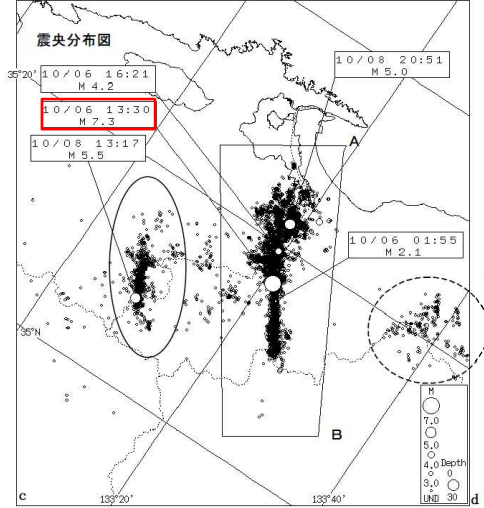 震央分布図
10/08 20:51
M 5.0
35°20'
10/06 16:21
M 4.2
10/06 13:30
M 7.3
10/08 13:17
M 5.5
A
10/06 01:55
M 2.1
35°N
B
M
7.0
5.0
4.0
3.0
UND
Depth
0
30
c
133°20'
133°40'
d